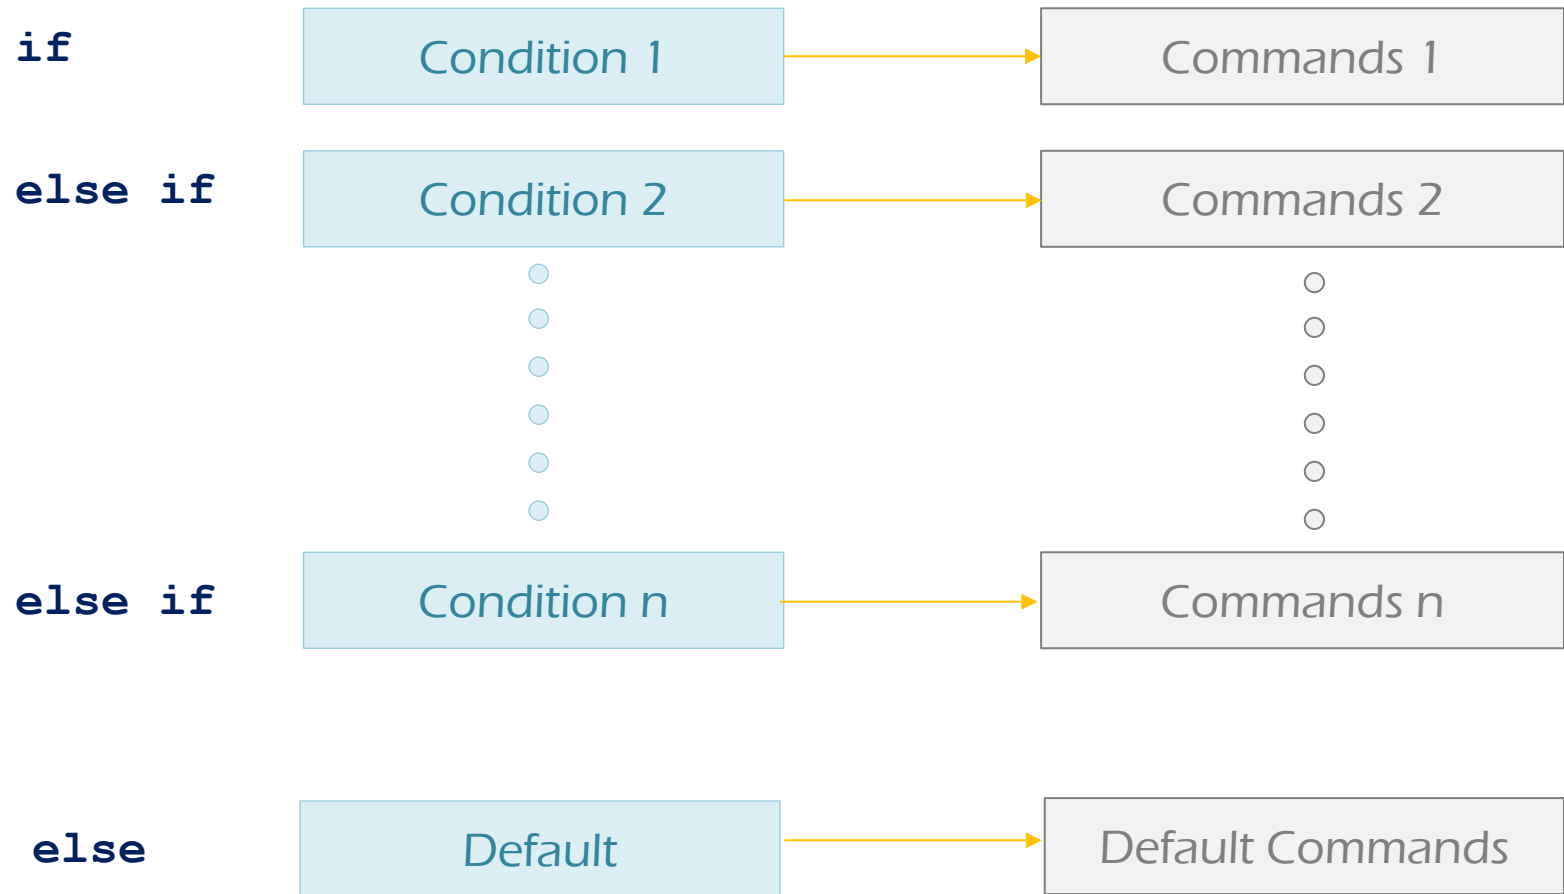 if Condition 1 Commands 1
else if Condition 2 Commands 2
else if Condition n Commands n
else Default Default Commands